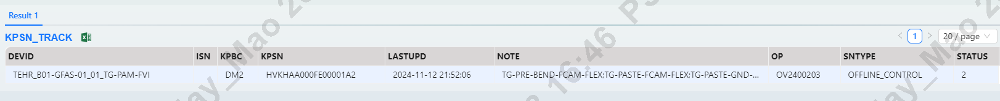 Result 1
KPSN_TRACK
1
20 / page
DEVID ISN KPBC KPSN LASTUPD NOTE OP SNTYPE STATUS
TEHR_B01-GFAS-01_01_TG-PAM-FVI DM2 HVKHAA000FE00001A2 2024-11-12 21:52:06 TG-PRE-BEND-FCAM-FLEX;TG-PASTE-FCAM-FLEX;TG-PASTE-GND-... OV2400203 OFFLINE_CONTROL 2